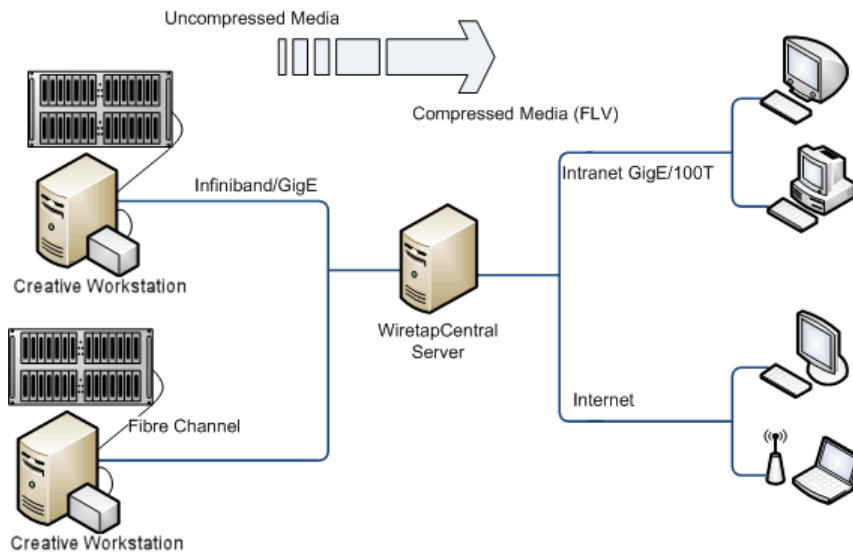 Uncompressed Media
Compressed Media (FLV)
Infiniband/GigE
Intranet GigE/100T
Creative Workstation
WiretapCentral
Server
Internet
Fibre Channel
Creative Workstation